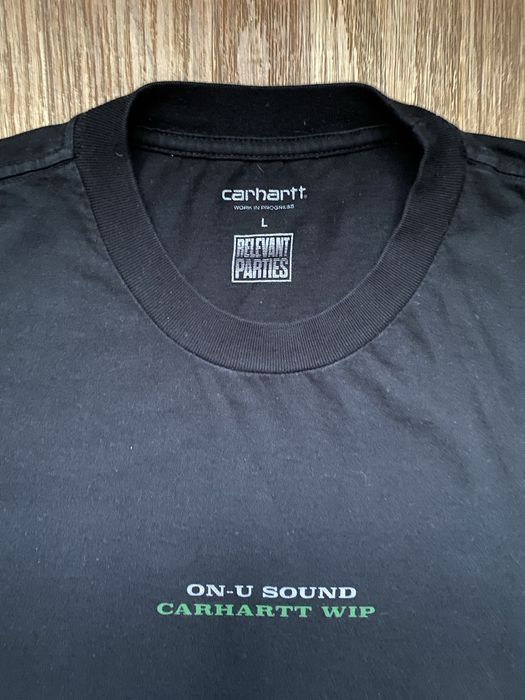 carhartt
WORK IN PROGRESS
L
RELEVANT
PARTIES
ON-U SOUND
CARHARTT WIP